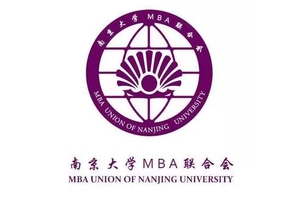 南京大学MBA联合会
MBA UNION OF NANJING UNIVERSITY
南京大学MBA联合会
MBA UNION OF NANJING UNIVERSITY